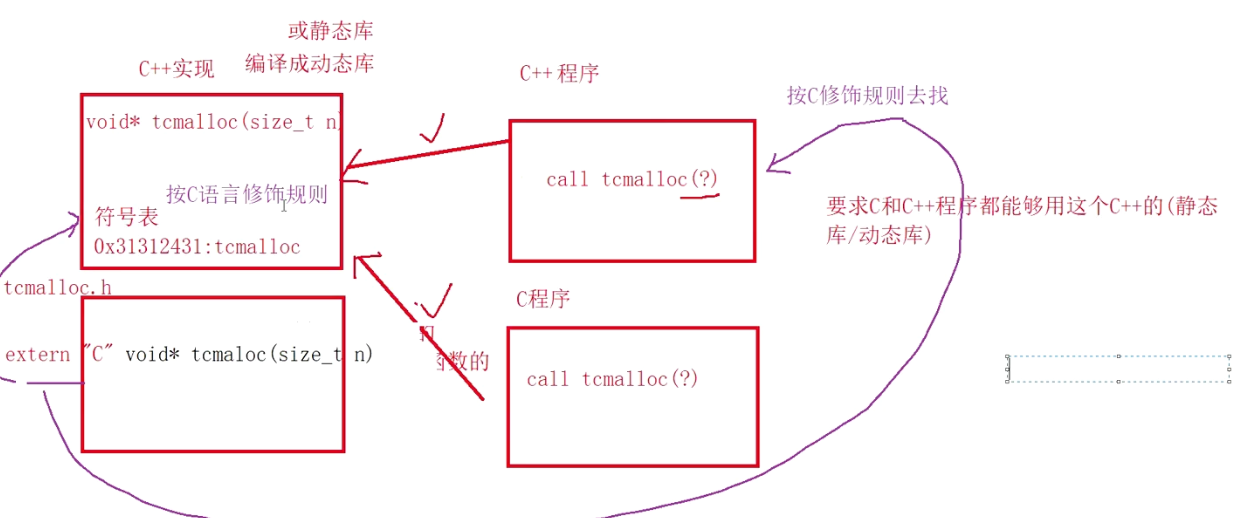 或静态库
C++实现
编译成动态库
C++ 程序
按C修饰规则去找
void* tcmalloc(size_t n)
call tcmalloc(?)
按C语言修饰规则
符号表
0x31312431:tcmalloc
要求C和C++程序都能够用这个C++的(静态
库/动态库)
tcmalloc.h
C程序
extern "C" void* tcmaloc(size_t n)
函数的
call tcmalloc(?)